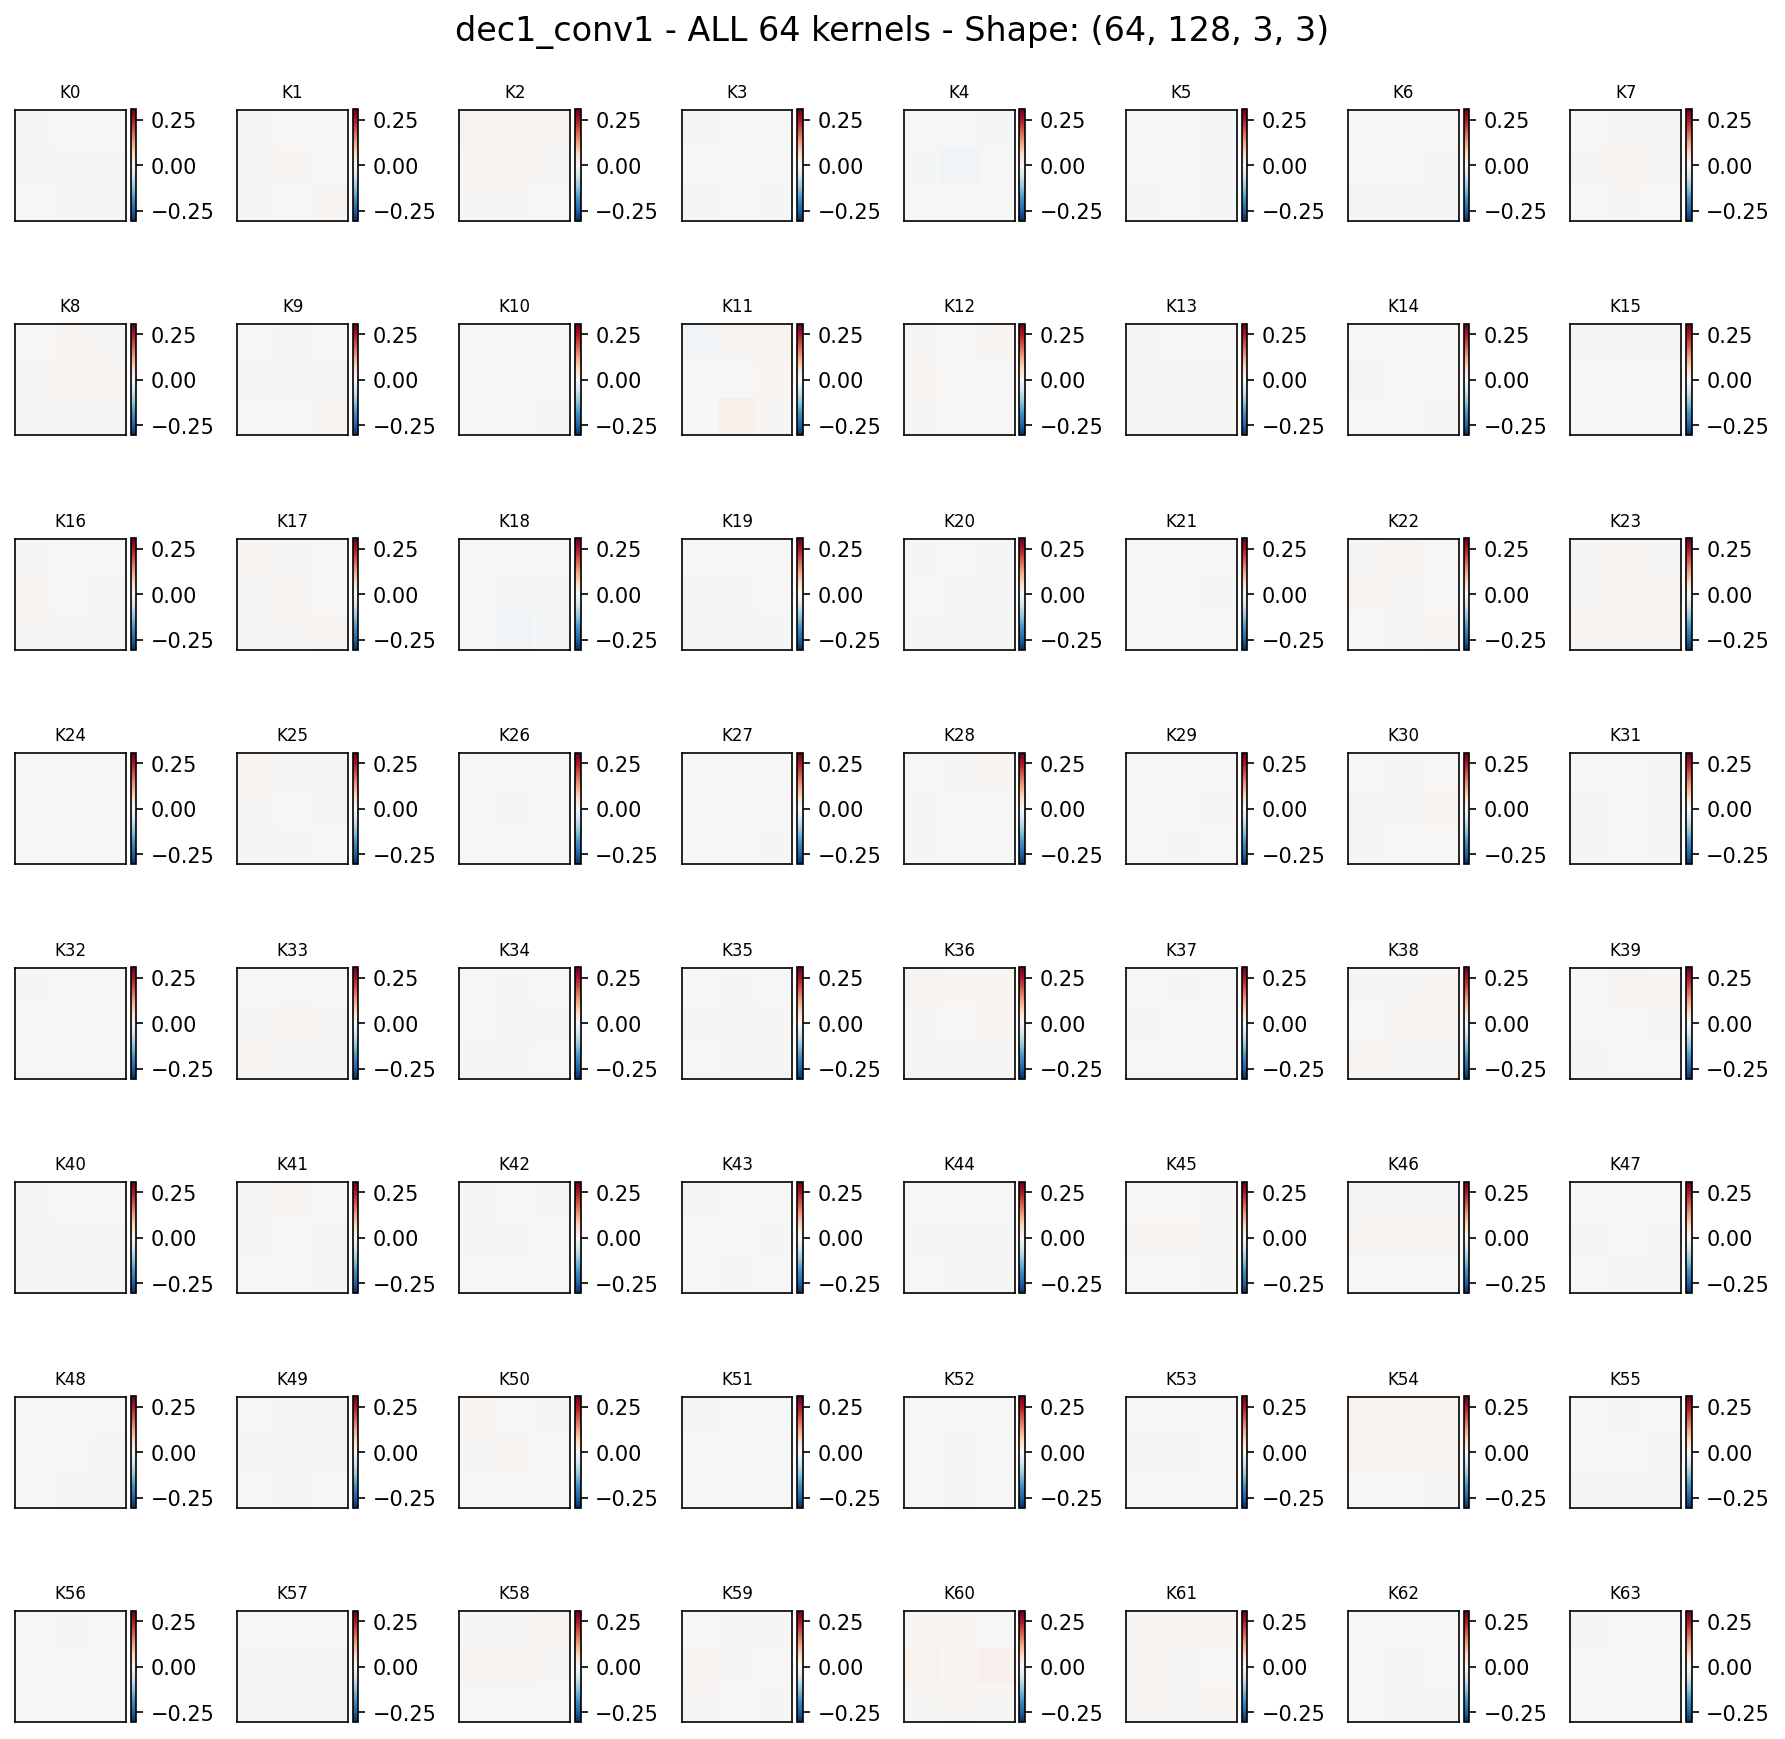 dec1_conv1 - ALL 64 kernels - Shape: (64, 128, 3, 3)
K0 K1 K2 K3 K4 K5 K6 K7
0.25 0.25 0.25 0.25 0.25 0.25 0.25 0.25
0.00 0.00 0.00 0.00 0.00 0.00 0.00 0.00
−0.25 −0.25 −0.25 −0.25 −0.25 −0.25 −0.25 −0.25
K8 K9 K10 K11 K12 K13 K14 K15
0.25 0.25 0.25 0.25 0.25 0.25 0.25 0.25
0.00 0.00 0.00 0.00 0.00 0.00 0.00 0.00
−0.25 −0.25 −0.25 −0.25 −0.25 −0.25 −0.25 −0.25
K16 K17 K18 K19 K20 K21 K22 K23
0.25 0.25 0.25 0.25 0.25 0.25 0.25 0.25
0.00 0.00 0.00 0.00 0.00 0.00 0.00 0.00
−0.25 −0.25 −0.25 −0.25 −0.25 −0.25 −0.25 −0.25
K24 K25 K26 K27 K28 K29 K30 K31
0.25 0.25 0.25 0.25 0.25 0.25 0.25 0.25
0.00 0.00 0.00 0.00 0.00 0.00 0.00 0.00
−0.25 −0.25 −0.25 −0.25 −0.25 −0.25 −0.25 −0.25
K32 K33 K34 K35 K36 K37 K38 K39
0.25 0.25 0.25 0.25 0.25 0.25 0.25 0.25
0.00 0.00 0.00 0.00 0.00 0.00 0.00 0.00
−0.25 −0.25 −0.25 −0.25 −0.25 −0.25 −0.25 −0.25
K40 K41 K42 K43 K44 K45 K46 K47
0.25 0.25 0.25 0.25 0.25 0.25 0.25 0.25
0.00 0.00 0.00 0.00 0.00 0.00 0.00 0.00
−0.25 −0.25 −0.25 −0.25 −0.25 −0.25 −0.25 −0.25
K48 K49 K50 K51 K52 K53 K54 K55
0.25 0.25 0.25 0.25 0.25 0.25 0.25 0.25
0.00 0.00 0.00 0.00 0.00 0.00 0.00 0.00
−0.25 −0.25 −0.25 −0.25 −0.25 −0.25 −0.25 −0.25
K56 K57 K58 K59 K60 K61 K62 K63
0.25 0.25 0.25 0.25 0.25 0.25 0.25 0.25
0.00 0.00 0.00 0.00 0.00 0.00 0.00 0.00
−0.25 −0.25 −0.25 −0.25 −0.25 −0.25 −0.25 −0.25